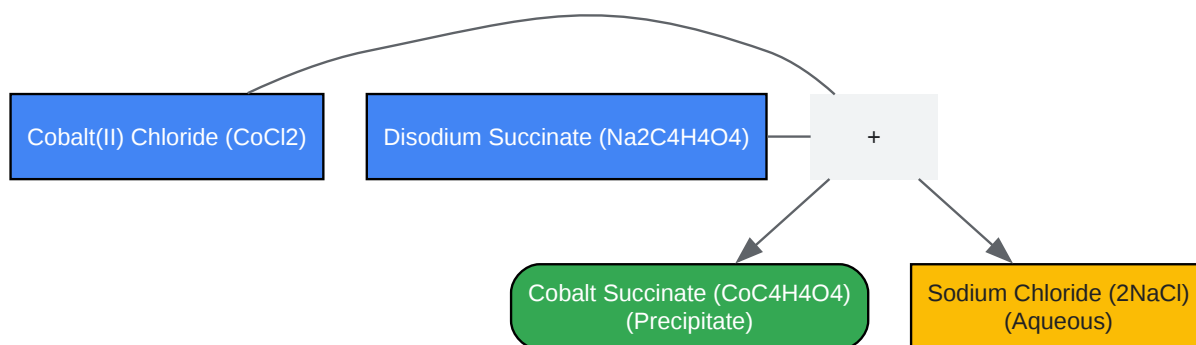 Cobalt(II) Chloride (CoCl2)
Disodium Succinate (Na2C4H4O4)
+
Cobalt Succinate (CoC4H4O4)
(Precipitate)
Sodium Chloride (2NaCl)
(Aqueous)